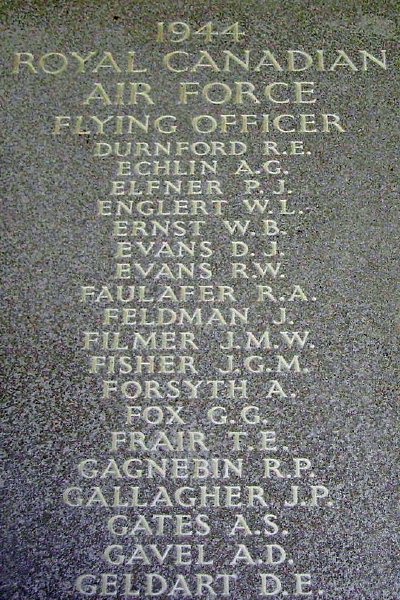 1944
ROYAL CANADIAN
AIR FORCE
FLYING OFFICER
DURNFORD R.E.
ECHLIN A.G.
ELFNER P. J.
ENGLERT W. L.
ERNST W. B.
EVANS D. J.
EVANS R.W.
FAULAFER R.A.
FELDMAN J.
FILMER J.M.W.
FISHER J.G.M.
FORSYTH A.
FOX G.G.
FRAIR T.E.
GAGNEBIN R.P.
GALLAGHER J.P.
GATES A.S.
GAVEL A.D.
GELDART D.E.